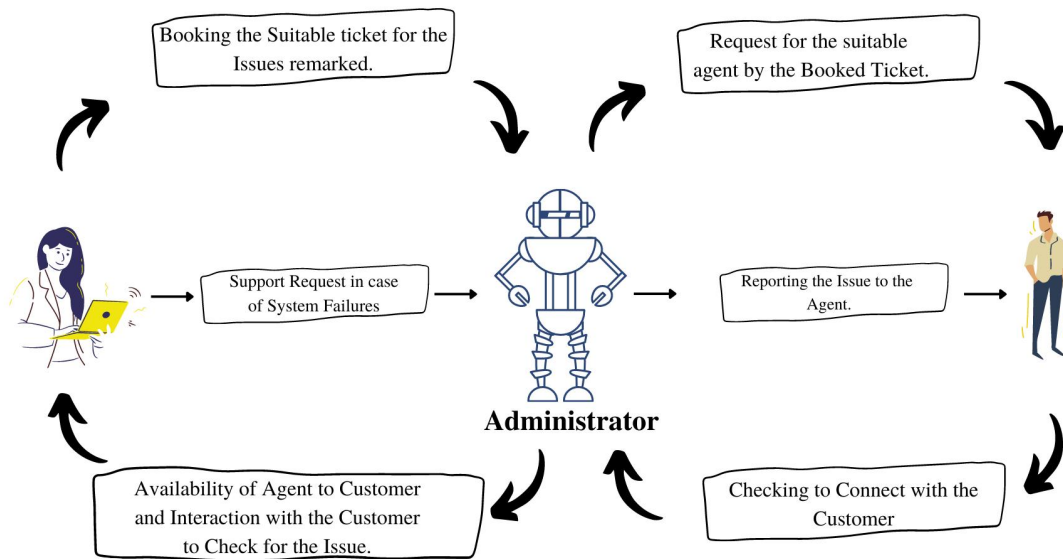 Booking the Suitable ticket for the
Issues remarked.
Request for the suitable
agent by the Booked Ticket.
Support Request in case
of System Failures
Reporting the Issue to the
Agent.
Administrator
Availability of Agent to Customer
and Interaction with the Customer
to Check for the Issue.
Checking to Connect with the
Customer